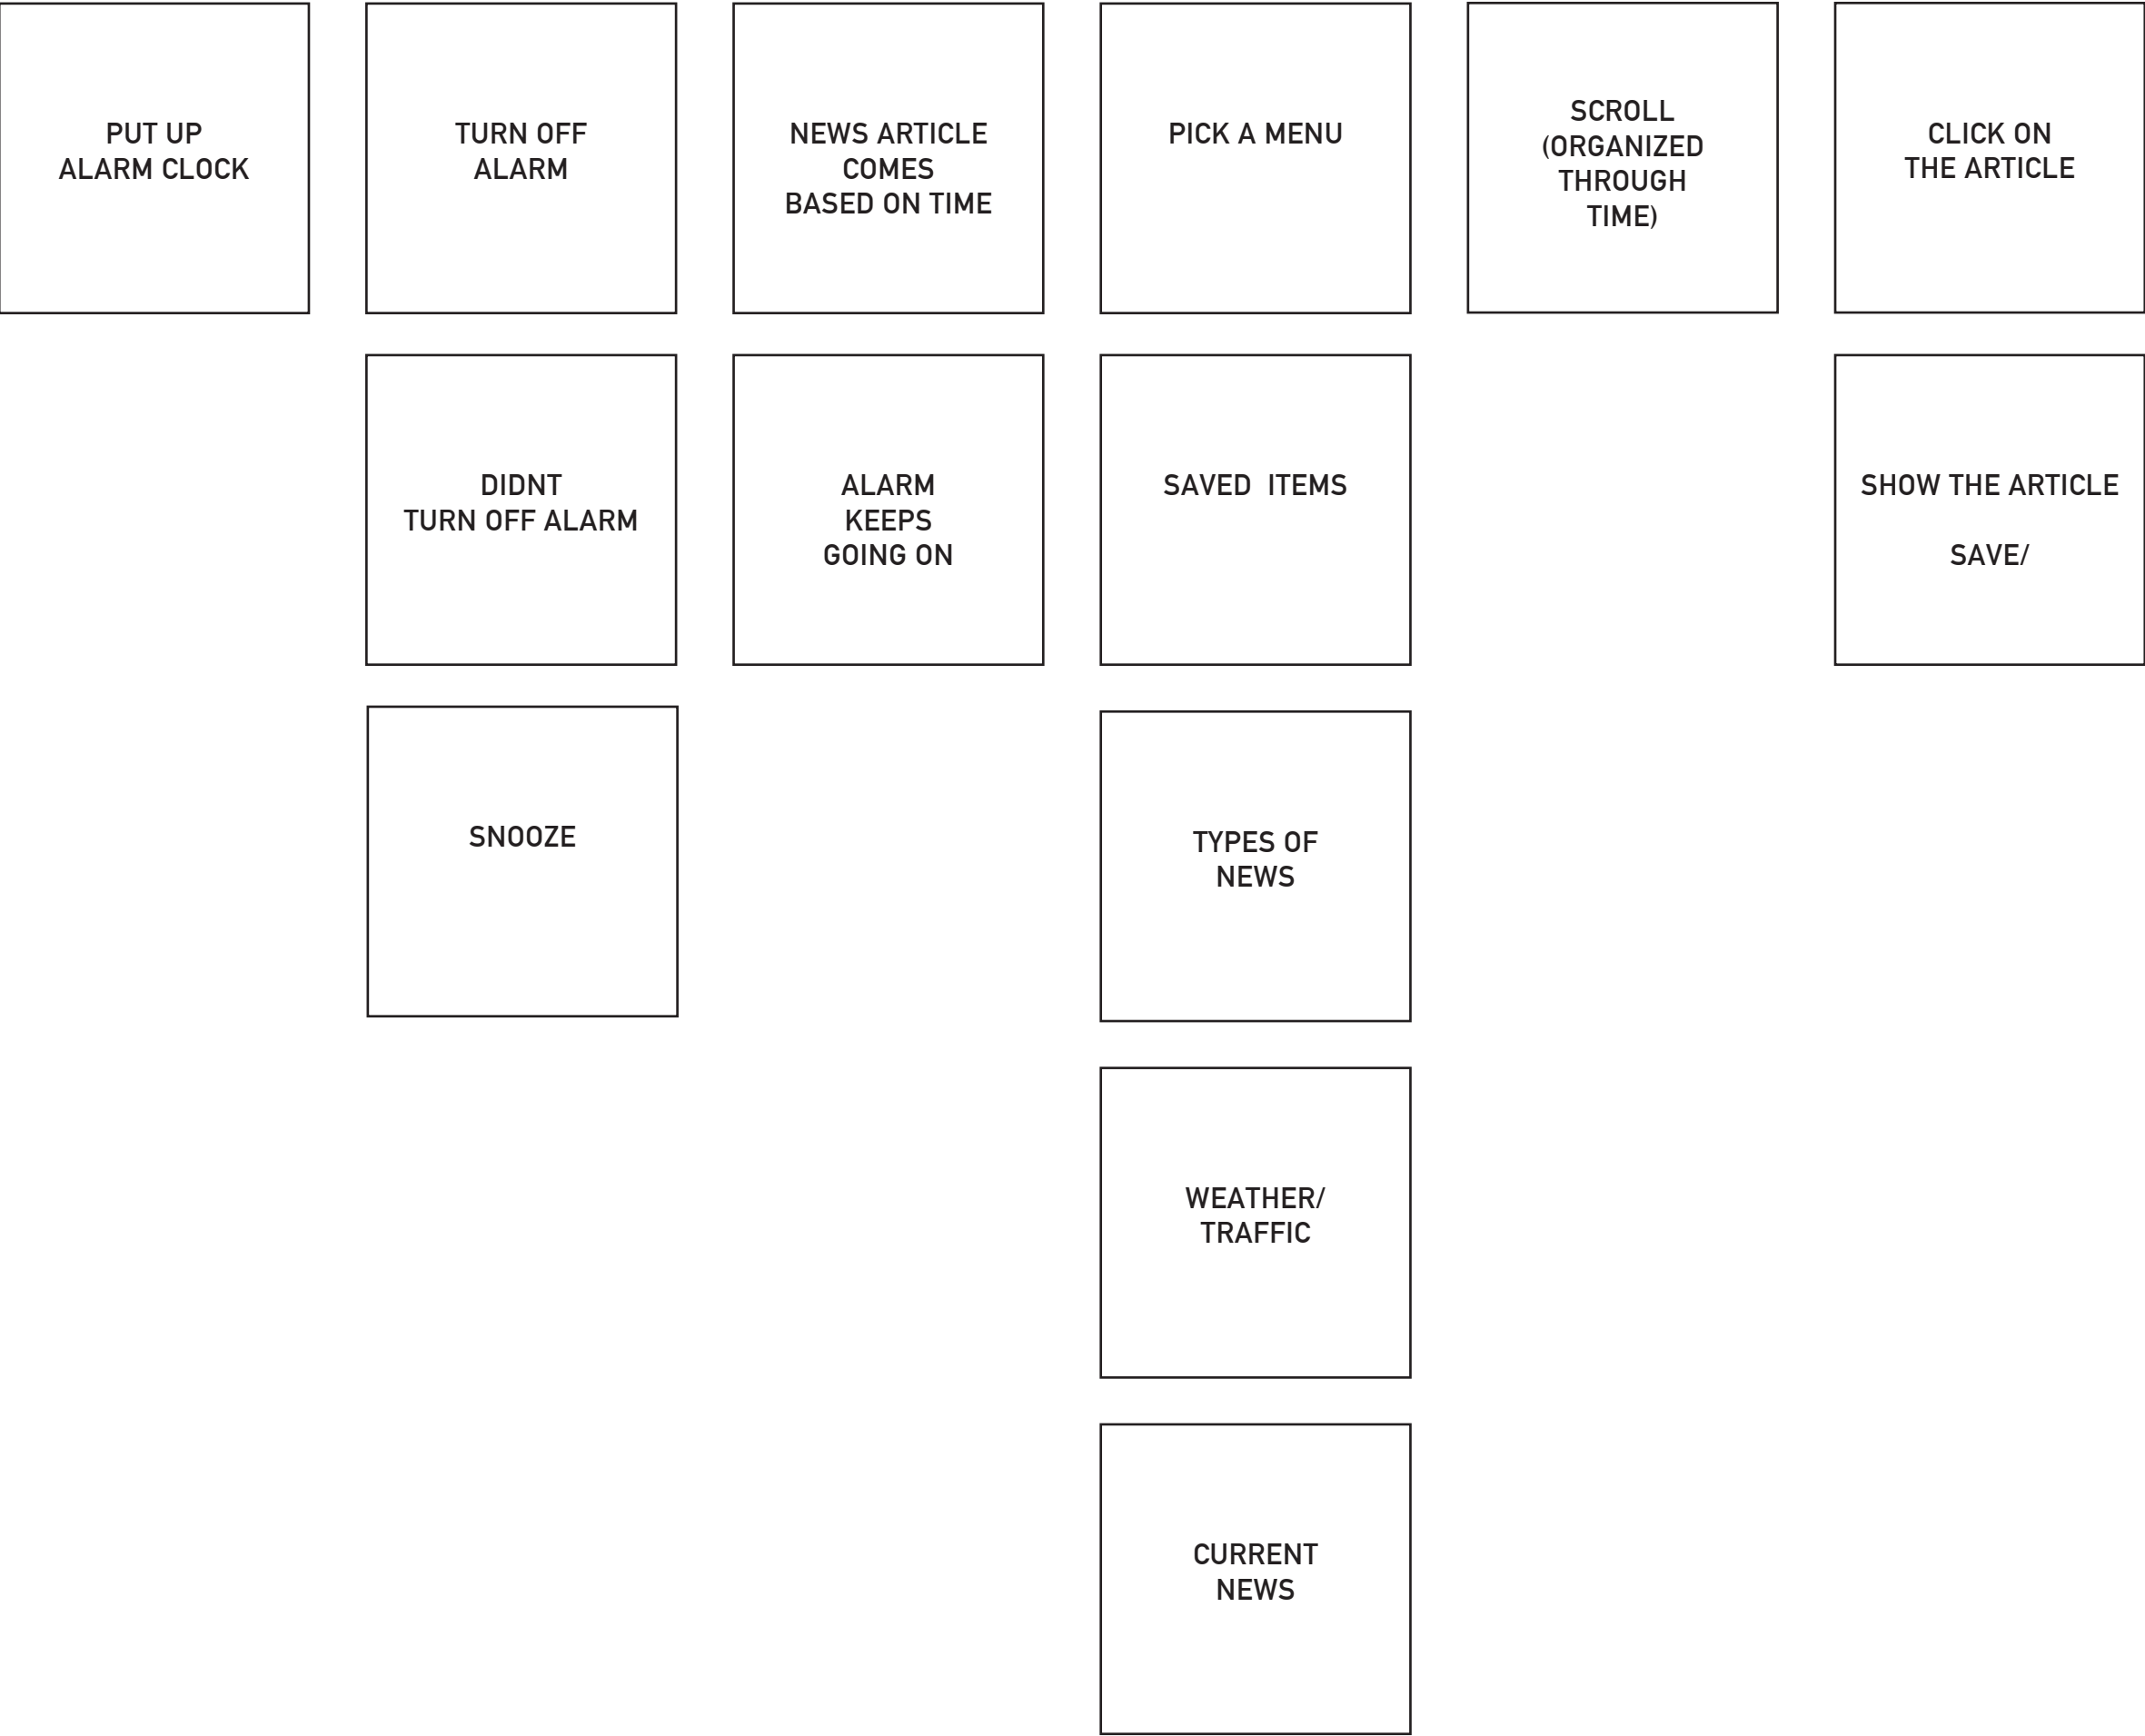 PUT UP
ALARM CLOCK
TURN OFF
ALARM
NEWS ARTICLE
COMES
BASED ON TIME
PICK A MENU
SCROLL
(ORGANIZED
THROUGH
TIME)
CLICK ON
THE ARTICLE
DIDNT
TURN OFF ALARM
ALARM
KEEPS
GOING ON
SAVED  ITEMS
SHOW THE ARTICLE
SAVE/
SNOOZE
TYPES OF
NEWS
WEATHER/
TRAFFIC
CURRENT
NEWS